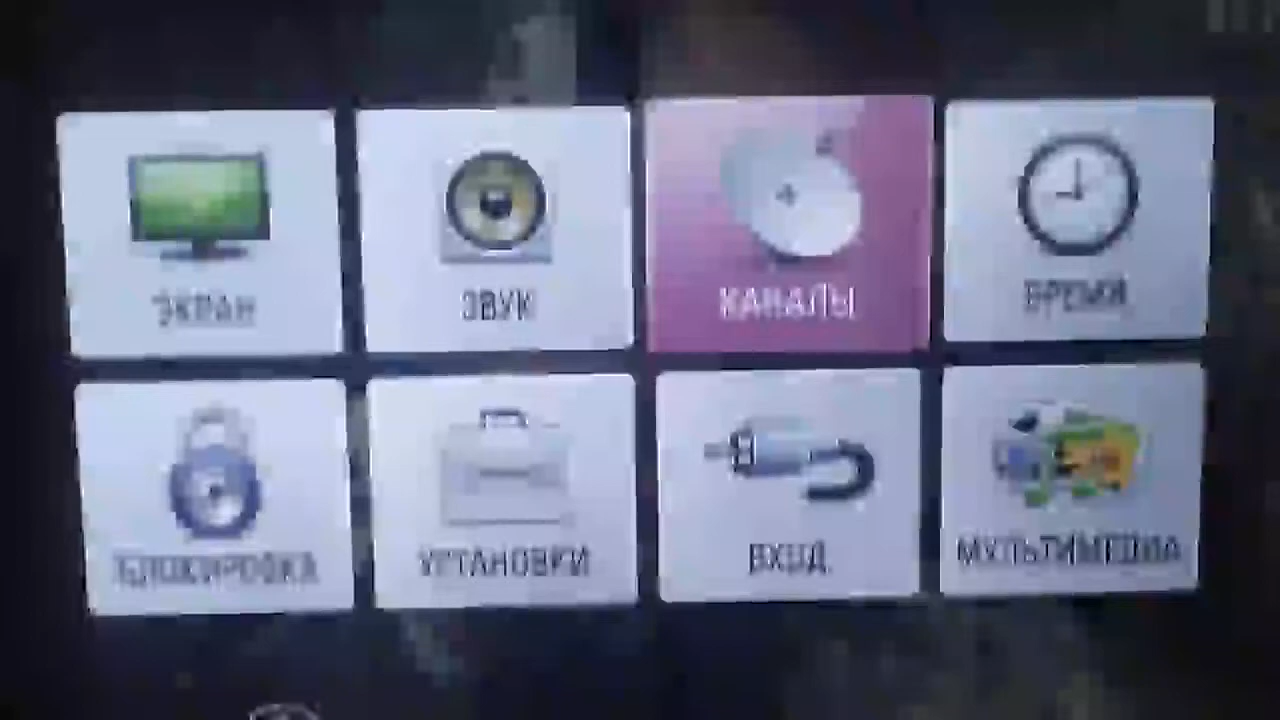 ЭКРАН
ЗВУК
КАНАЛЫ
ВРЕМЯ
БЛОКИРОВКА
УСТАНОВКИ
ВХОД
МУЛЬТИМЕДИА